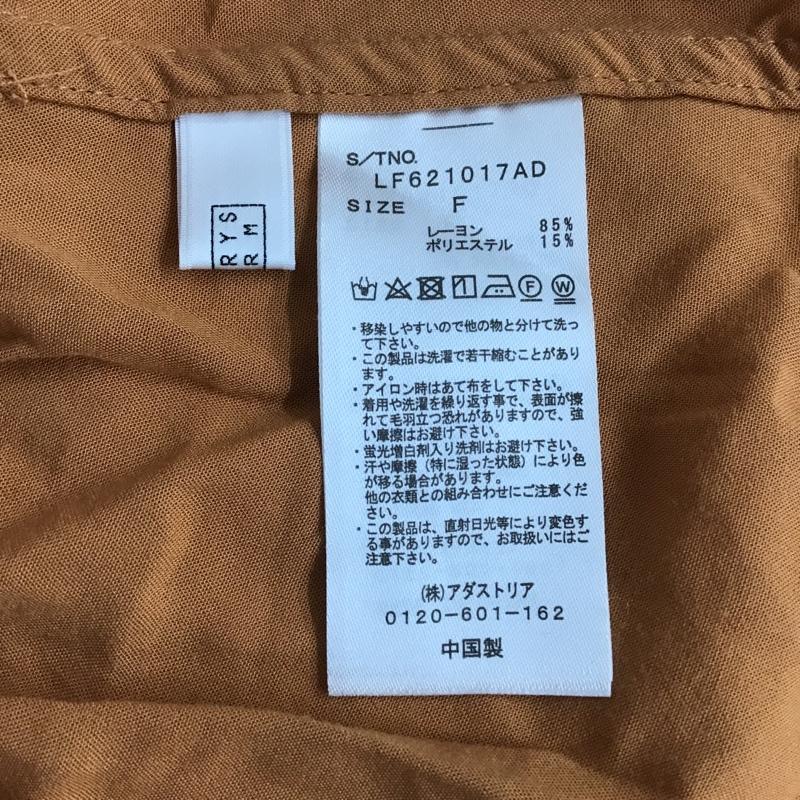 RYS
RM
S/TNO.
LF621017AD
SIZE F
レーヨン 85%
ポリエステル 15%
F W
・移染しやすいので他の物と分けて洗っ
て下さい。
・この製品は洗濯で若干縮むことがあり
ます。
・アイロン時はあて布をして下さい。
・着用や洗濯を繰り返す事で、表面が擦
れて毛羽立つ恐れがありますので、強
い摩擦はお避け下さい。
・蛍光増白剤入り洗剤はお避け下さい。
・汗や摩擦（特に湿った状態）により色
が移る場合があります。
他の衣類との組み合わせにご注意くだ
さい。
・この製品は、直射日光等により変色す
る事がありますので、お取扱いにはご
注意下さい。
(株)アダストリア
0120-601-162
中国製